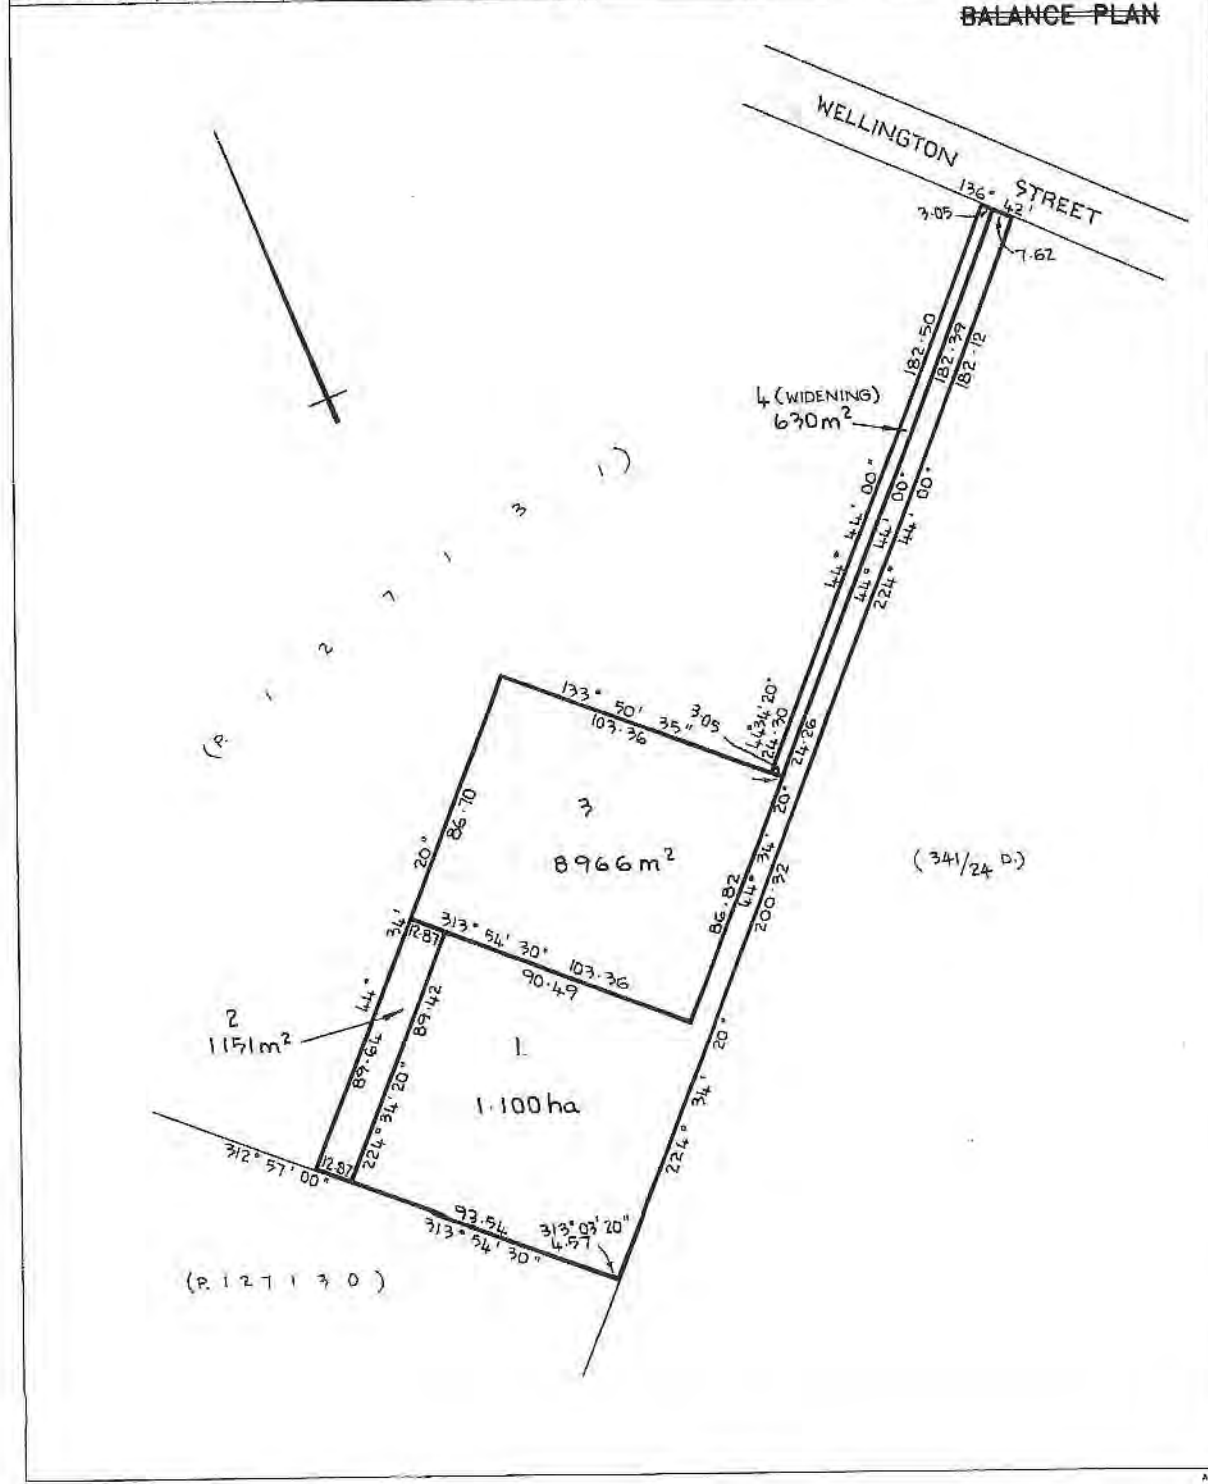 BALANCE PLAN
WELLINGTON STREET
136° 42'
3.05
7.62
182.50
182.39
182.12
4 (WIDENING)
630m²
44° 44' 00"
44° 44' 00"
224° 44' 00"
(P. 1 2 7 1 3 1)
133° 50' 35"
103.36
3.05
44° 34' 20"
24.30
24.26
3
8966m²
86.70
44° 34' 20"
86.82
44° 34' 20"
200.32
(341/24 D.)
12.87
313° 54' 30"
103.36
90.49
2
1151m²
89.64
89.42
224° 34' 20"
1
1.100ha
224° 34' 20"
312° 57' 00"
12.87
93.54
313° 54' 30"
313° 03' 20"
4.57
(P. 1 2 7 1 3 0)